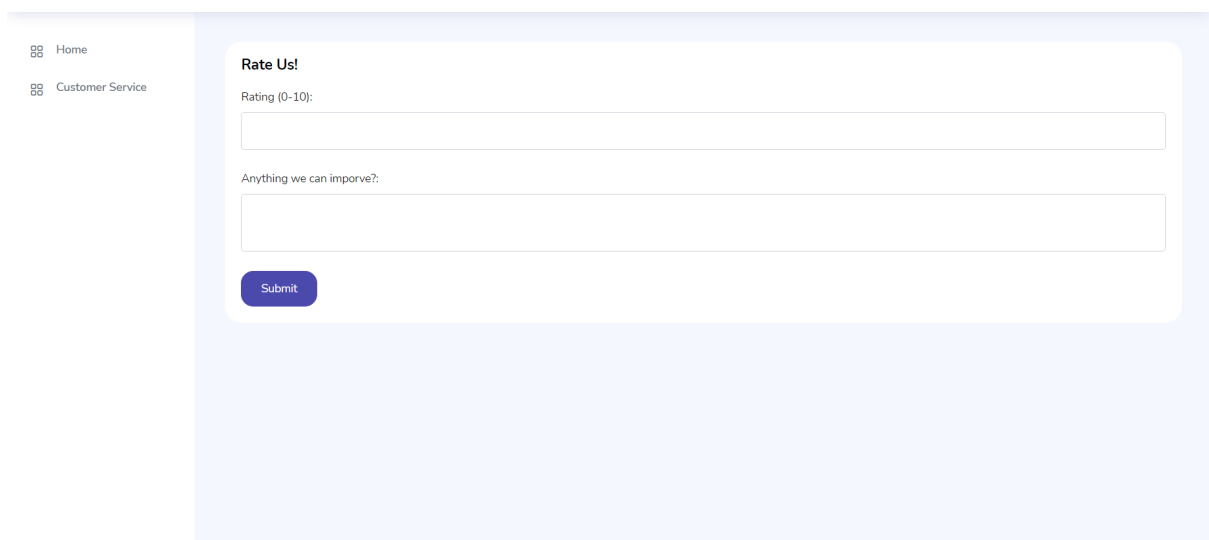 Home
Customer Service
Rate Us!
Rating (0-10):
Anything we can imporve?:
Submit